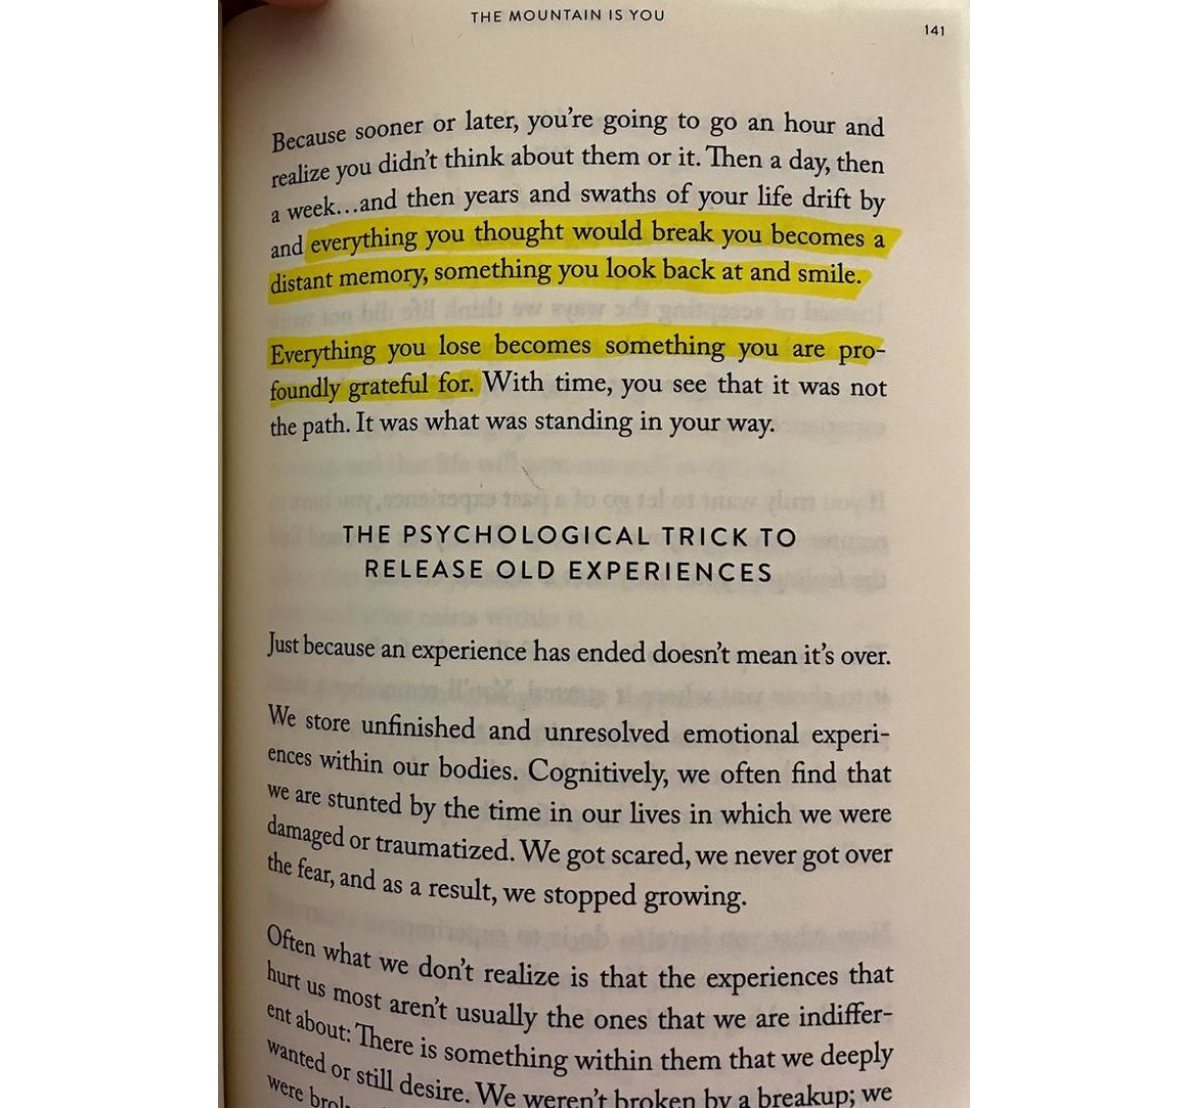 THE MOUNTAIN IS YOU
141
Because sooner or later, you're going to go an hour and
realize you didn't think about them or it. Then a day, then
a week...and then years and swaths of your life drift by
and everything you thought would break you becomes a
distant memory, something you look back at and smile.
Everything you lose becomes something you are pro-
foundly grateful for. With time, you see that it was not
the path. It was what was standing in your way.
THE PSYCHOLOGICAL TRICK TO
RELEASE OLD EXPERIENCES
Just because an experience has ended doesn't mean it's over.
We store unfinished and unresolved emotional experi-
ences within our bodies. Cognitively, we often find that
we are stunted by the time in our lives in which we were
damaged or traumatized. We got scared, we never got over
the fear, and as a result, we stopped growing.
Often what we don't realize is that the experiences that
hurt us most aren't usually the ones that we are indiffer-
ent about: There is something within them that we deeply
wanted or still desire. We weren't broken by a breakup; we
were